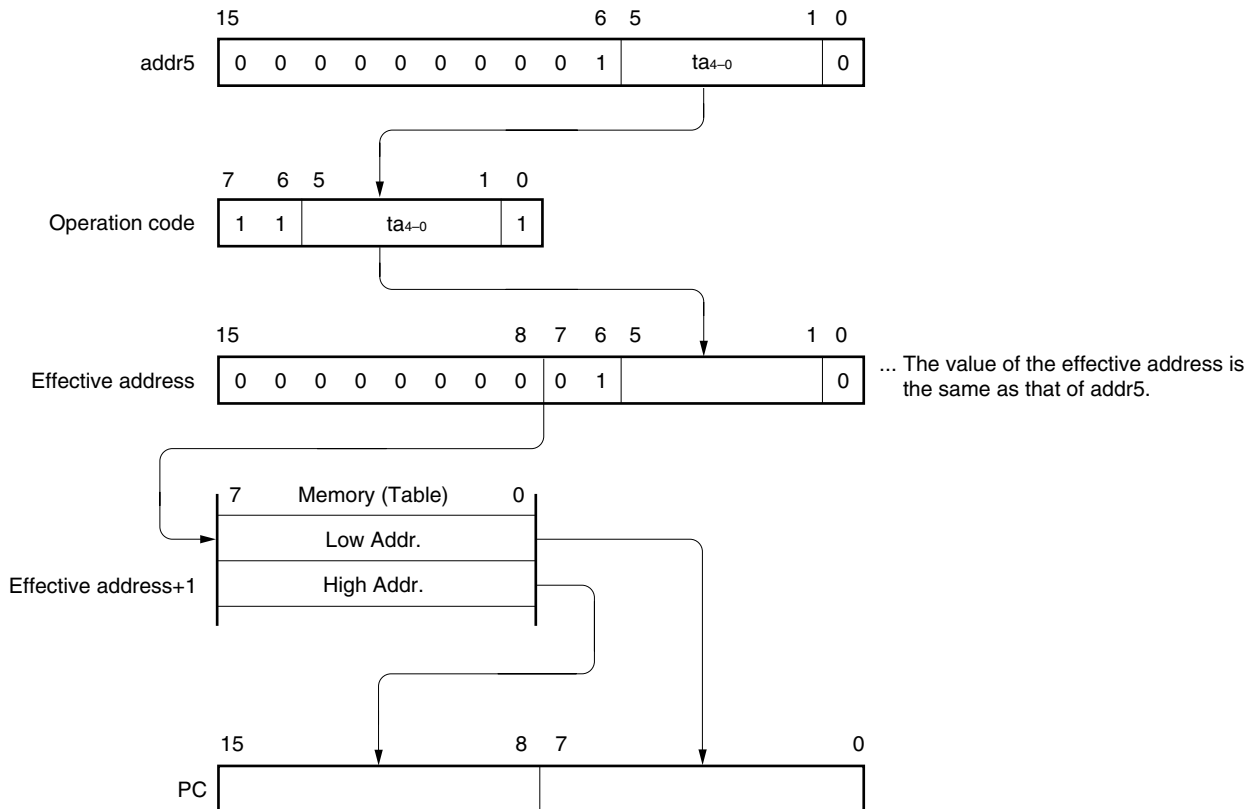 15 6 5 1 0
addr5 0 0 0 0 0 0 0 0 0 1 ta4–0 0
7 6 5 1 0
Operation code 1 1 ta4–0 1
15 8 7 6 5 1 0
Effective address 0 0 0 0 0 0 0 0 0 1 0 ... The value of the effective address is
the same as that of addr5.
7 Memory (Table) 0
Low Addr.
Effective address+1 High Addr.
15 8 7 0
PC